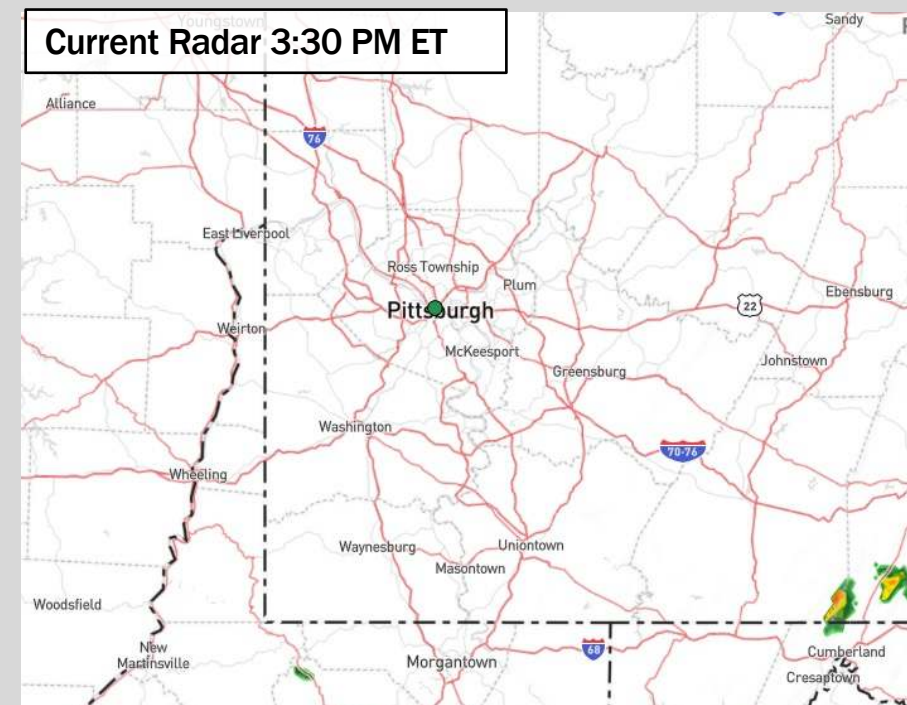 Youngstown
Current Radar 3:30 PM ET
Sandy
Alliance
76
East Liverpool
Ross Township
Plum
Pittsburgh
Ebensburg
22
Weirton
McKeesport
Johnstown
Greensburg
Washington
70-76
Wheeling
Waynesburg
Uniontown
Masontown
Woodsfield
New
Martinsville
68
Cumberland
Morgantown
Cresaptown